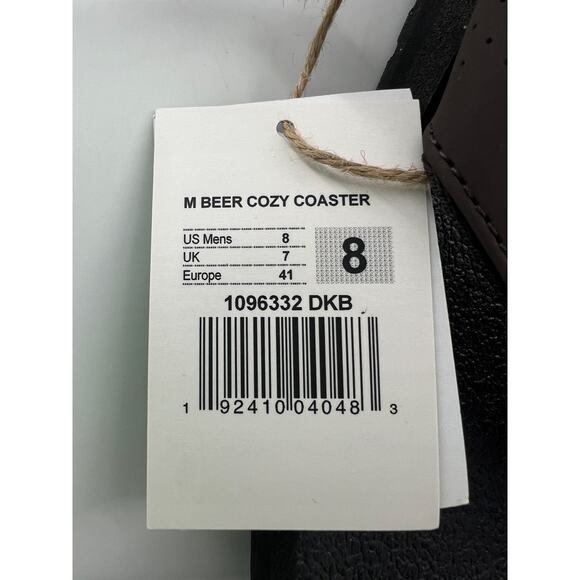 M BEER COZY COASTER
US Mens 8
UK 7
Europe 41
8
1096332 DKB
1 92410 04048 3